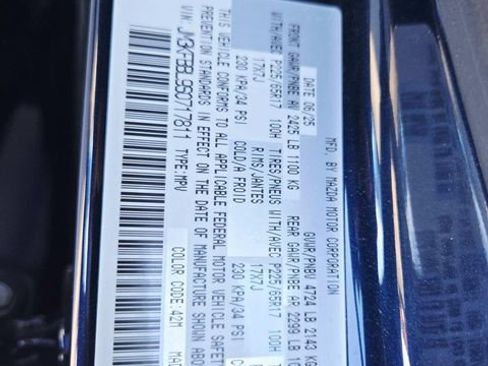 MFD BY MAZDA MOTOR CORPORATION
DATE 06/25 GVWR/PNBV 4724 LB 2143 KG
FRONT GAWR/PNBE AV 2425 LB 1100 KG REAR GAWR/PNBE AR 2299 LB
WITH/AVEC P225/65R17 100H TIRES/PNEUS WITH/AVEC P225/65R17 100H
17X7J RIMS/JANTES 17X7J
230 KPA/34 PSI COLD/A FROID 230 KPA/34 PSI
THIS VEHICLE CONFORMS TO ALL APPLICABLE FEDERAL MOTOR VEHICLE SAFETY
PREVENTION STANDARDS IN EFFECT ON THE DATE OF MANUFACTURE SHOWN ABO
VIN: TYPE:MPV COLOR CODE:42M MAD